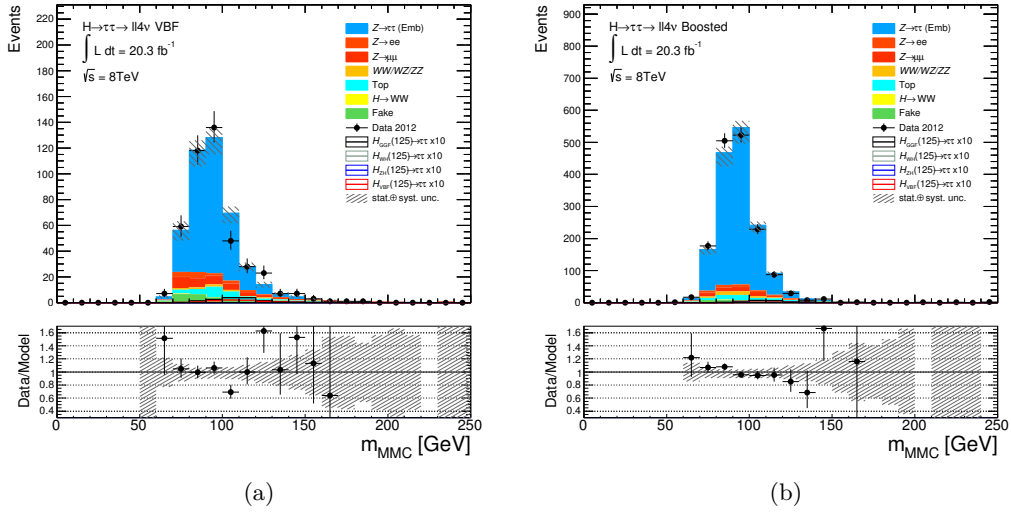 Events
220
200
180
160
140
120
100
80
60
40
20
0
H→ττ→ ll4ν VBF
∫ L dt = 20.3 fb⁻¹
√s = 8TeV
Z→ττ (Emb)
Z→ee
Z→μμ
WW/WZ/ZZ
Top
H→WW
Fake
Data 2012
H_GGF(125)→ττ x10
H_WH(125)→ττ x10
H_ZH(125)→ττ x10
H_VBF(125)→ττ x10
stat.⊕ syst. unc.
Data/Model
1.6
1.4
1.2
1
0.8
0.6
0.4
0 50 100 150 200 250
m_MMC [GeV]
(a)
Events
900
800
700
600
500
400
300
200
100
0
H→ττ→ ll4ν Boosted
∫ L dt = 20.3 fb⁻¹
√s = 8TeV
Z→ττ (Emb)
Z→ee
Z→μμ
WW/WZ/ZZ
Top
H→WW
Fake
Data 2012
H_GGF(125)→ττ x10
H_WH(125)→ττ x10
H_ZH(125)→ττ x10
H_VBF(125)→ττ x10
stat.⊕ syst. unc.
Data/Model
1.6
1.4
1.2
1
0.8
0.6
0.4
0 50 100 150 200 250
m_MMC [GeV]
(b)